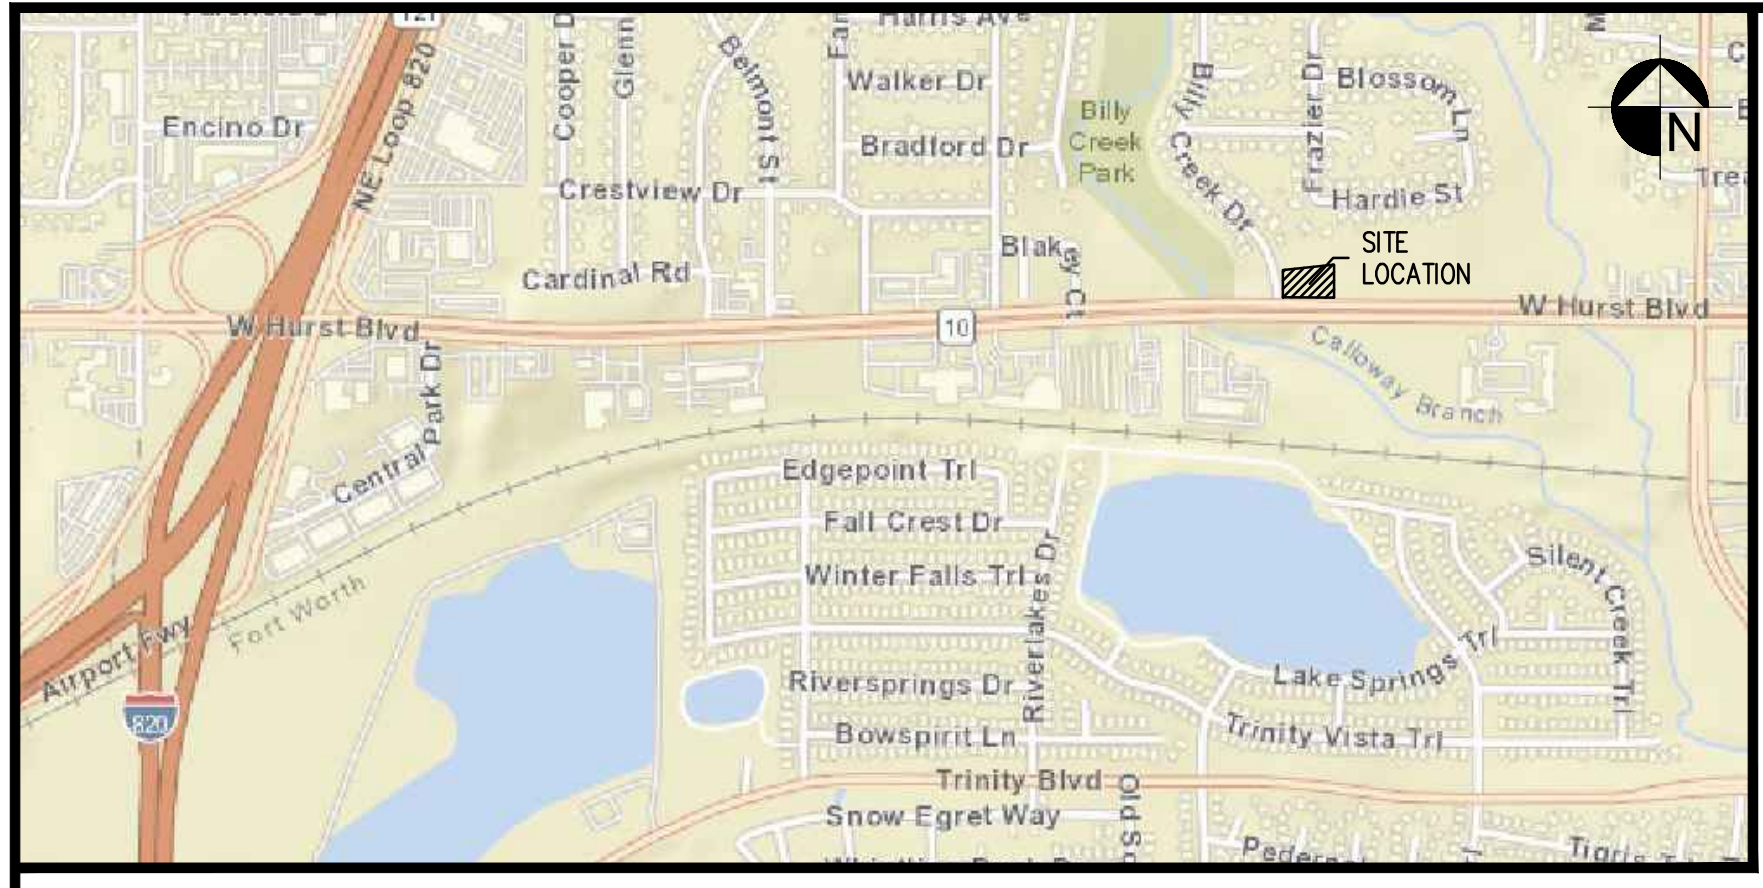 121
Harris Ave
Cooper D
Glenn
Belmont St
Walker Dr
Encino Dr
NE Loop 820
Bradford Dr
Billy
Creek
Park
Billy Creek Dr
Frazier Dr
Blossom Ln
N
Crestview Dr
Hardie St
Blakey Ct
SITE
LOCATION
Cardinal Rd
W Hurst Blvd
10
W Hurst Blvd
Park Dr
Central
Calloway Branch
Edgepoint Trl
Fall Crest Dr
Winter Falls Trl
Riverlakes Dr
Silent Creek Trl
Fort Worth
Airport Fwy
820
Riversprings Dr
Lake Springs Trl
Bowspirit Ln
Trinity Vista Trl
Trinity Blvd
Snow Egret Way
Old
Tigris